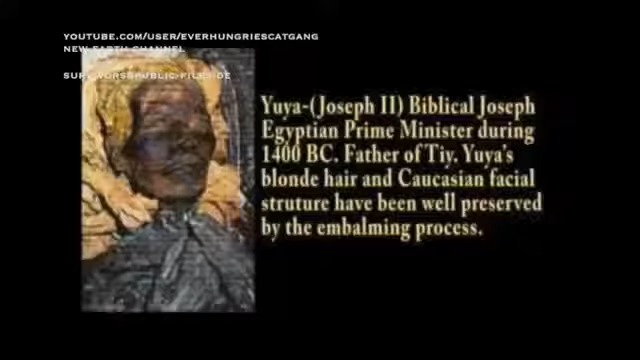 YOUTUBE.COM/USER/EVERHUNGRIESCATGANG
NEW EARTH CHANNEL
Yuya-(Joseph II) Biblical Joseph
Egyptian Prime Minister during
1400 BC. Father of Tiy. Yuya's
blonde hair and Caucasian facial
struture have been well preserved
by the embalming process.